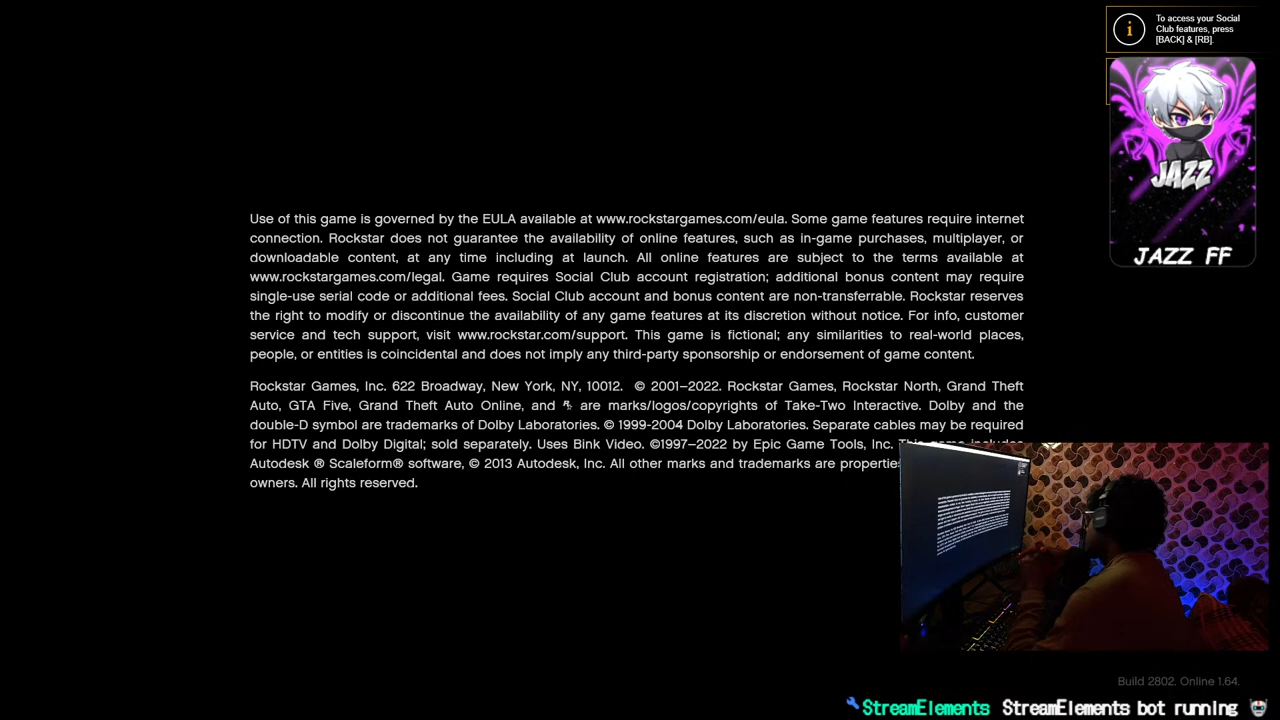 To access your Social
Club features, press
[BACK] & [RB].
JAZZ
JAZZ FF
Use of this game is governed by the EULA available at www.rockstargames.com/eula. Some game features require internet
connection. Rockstar does not guarantee the availability of online features, such as in-game purchases, multiplayer, or
downloadable content, at any time including at launch. All online features are subject to the terms available at
www.rockstargames.com/legal. Game requires Social Club account registration; additional bonus content may require
single-use serial code or additional fees. Social Club account and bonus content are non-transferrable. Rockstar reserves
the right to modify or discontinue the availability of any game features at its discretion without notice. For info, customer
service and tech support, visit www.rockstar.com/support. This game is fictional; any similarities to real-world places,
people, or entities is coincidental and does not imply any third-party sponsorship or endorsement of game content.
Rockstar Games, Inc. 622 Broadway, New York, NY, 10012. © 2001–2022. Rockstar Games, Rockstar North, Grand Theft
Auto, GTA Five, Grand Theft Auto Online, and R* are marks/logos/copyrights of Take-Two Interactive. Dolby and the
double-D symbol are trademarks of Dolby Laboratories. © 1999-2004 Dolby Laboratories. Separate cables may be required
for HDTV and Dolby Digital; sold separately. Uses Bink Video. ©1997–2022 by Epic Game Tools, Inc. This game includes
Autodesk ® Scaleform® software, © 2013 Autodesk, Inc. All other marks and trademarks are properties
owners. All rights reserved.
Build 2802. Online 1.64.
StreamElements StreamElements bot running